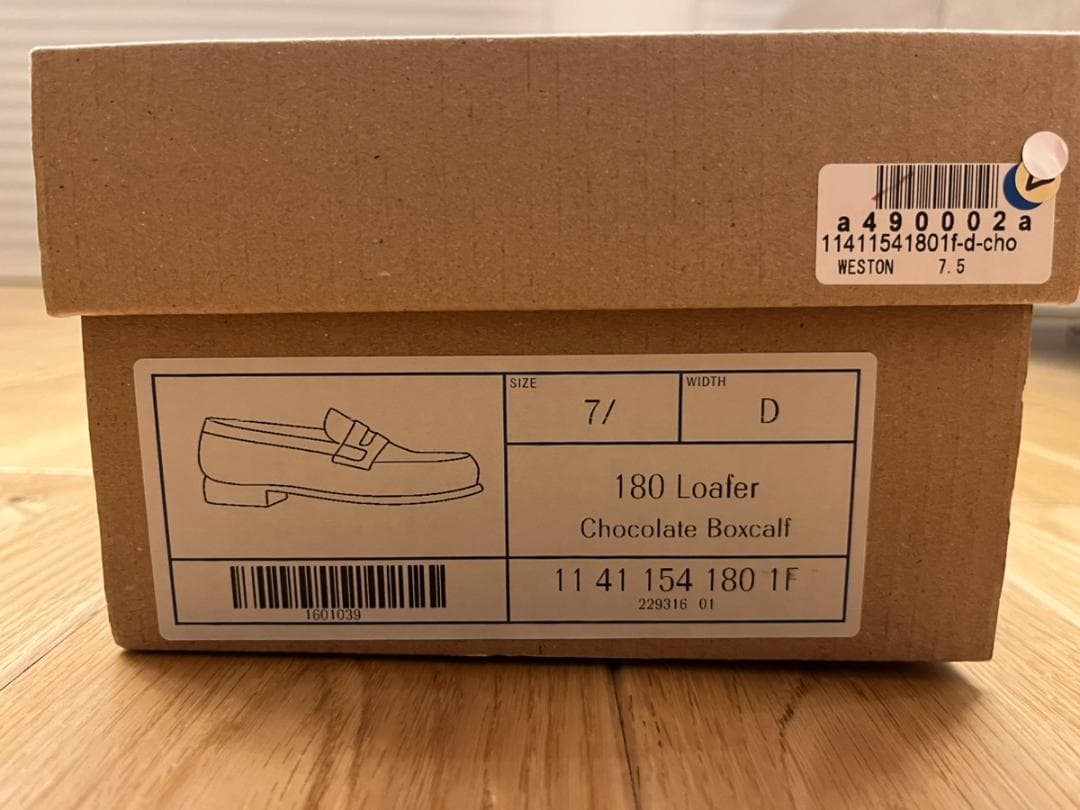 a490002a
11411541801f-d-cho
WESTON 7.5
SIZE
7/
WIDTH
D
180 Loafer
Chocolate Boxcalf
11 41 154 180 1F
229316 01
1601039